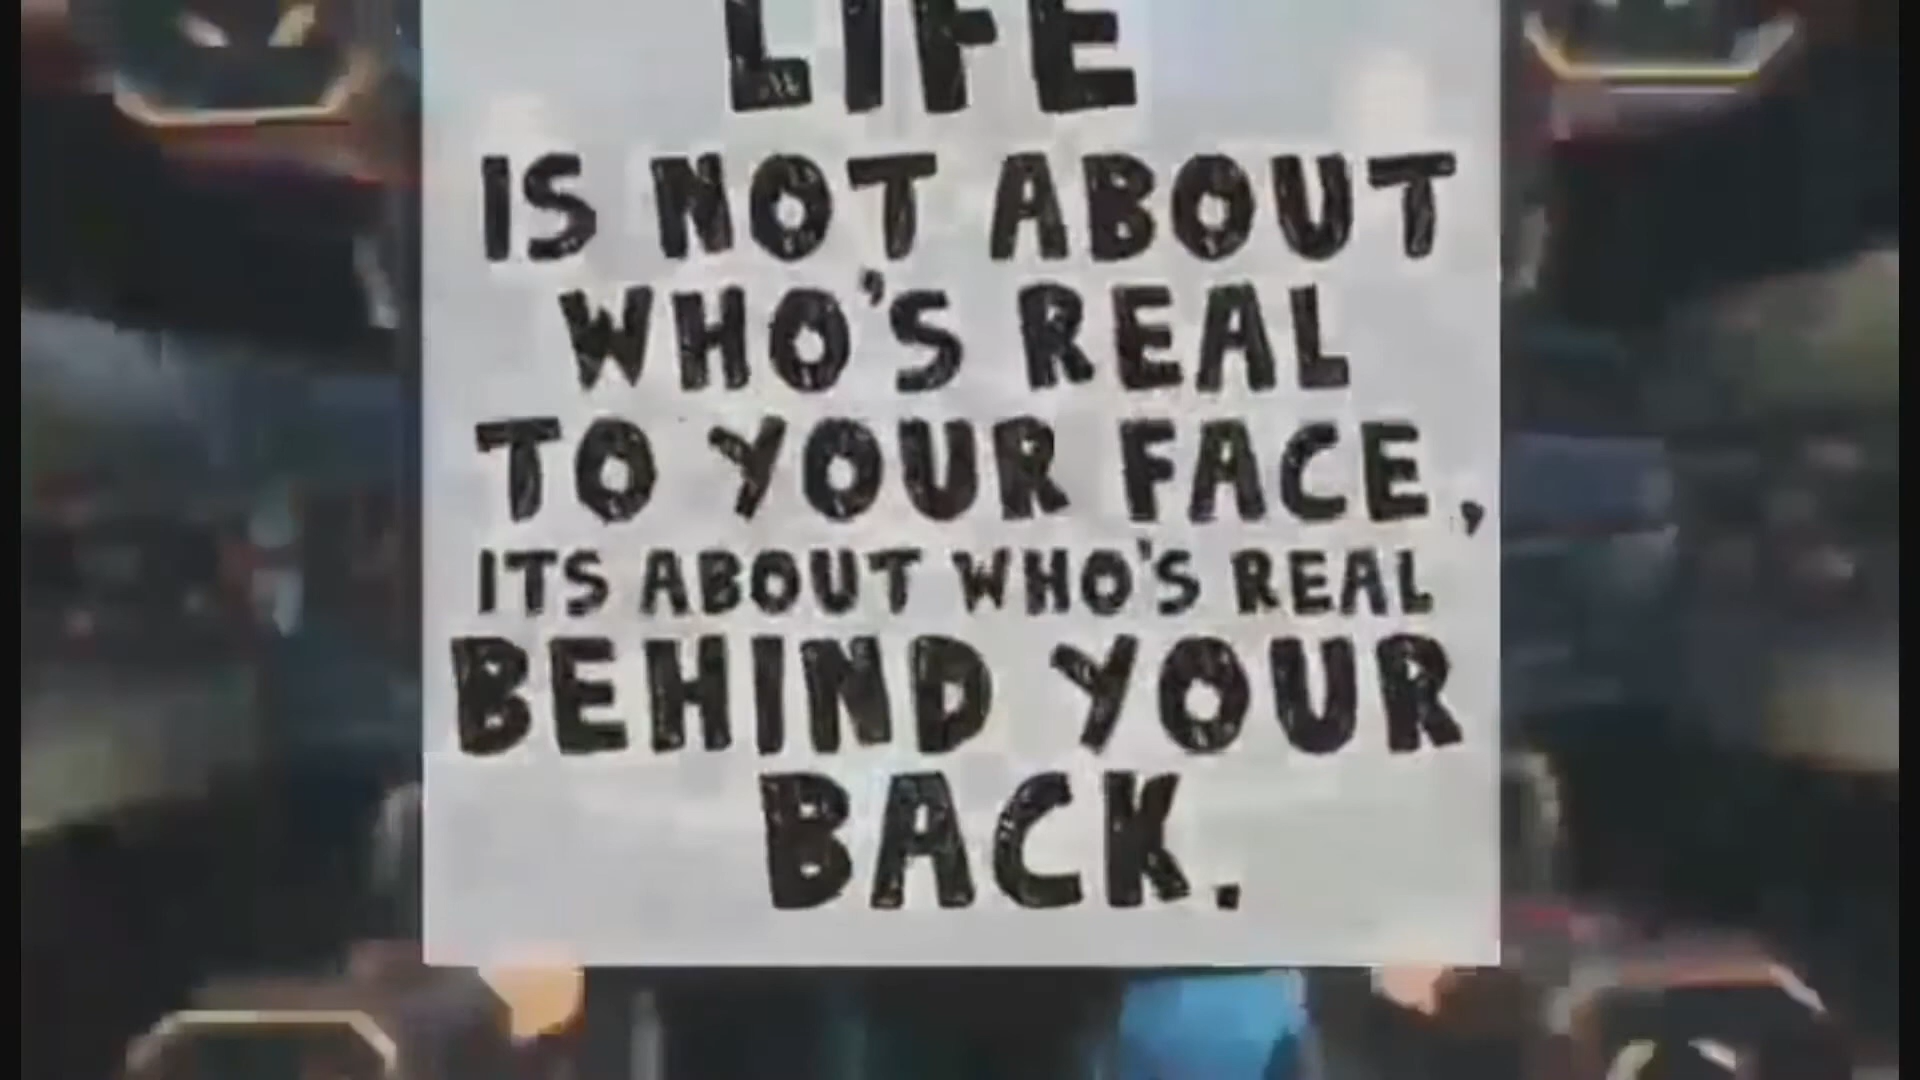 LIFE
IS NOT ABOUT
WHO'S REAL
TO YOUR FACE,
ITS ABOUT WHO'S REAL
BEHIND YOUR
BACK.